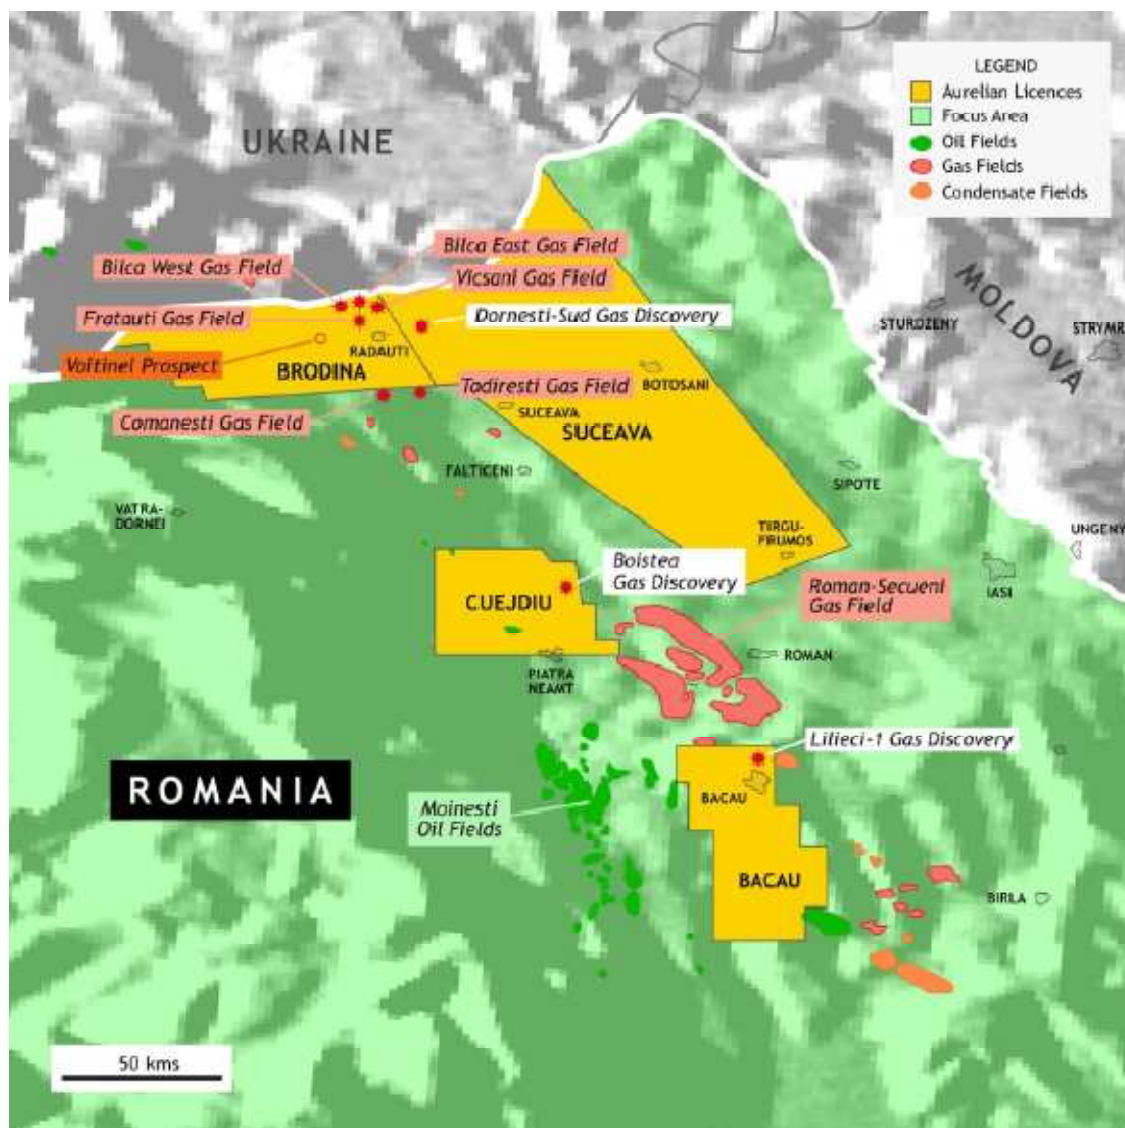 LEGEND
Aurelian Licences
Focus Area
Oil Fields
Gas Fields
Condensate Fields
UKRAINE
MOLDOVA
Bilca East Gas Field
Bilca West Gas Field
Vicsani Gas Field
Fratauti Gas Field
Dornesti-Sud Gas Discovery
STURDZENY
STRYMR
RADAUTI
Voitinel Prospect
BRODINA
BOTOSANI
Todiresti Gas Field
SUCEAVA
Comanesti Gas Field
SUCEAVA
FALTICENI
SIPOTE
VATRA-
DORNEI
TIRGU-
FIRUMOS
UNGENY
Boistea
Gas Discovery
Roman-Secueni
Gas Field
IASI
CUEJDIU
ROMAN
PIATRA
NEAMT
Lilieci-1 Gas Discovery
ROMANIA
BACAU
Moinesti
Oil Fields
BACAU
BIRILA
50 kms